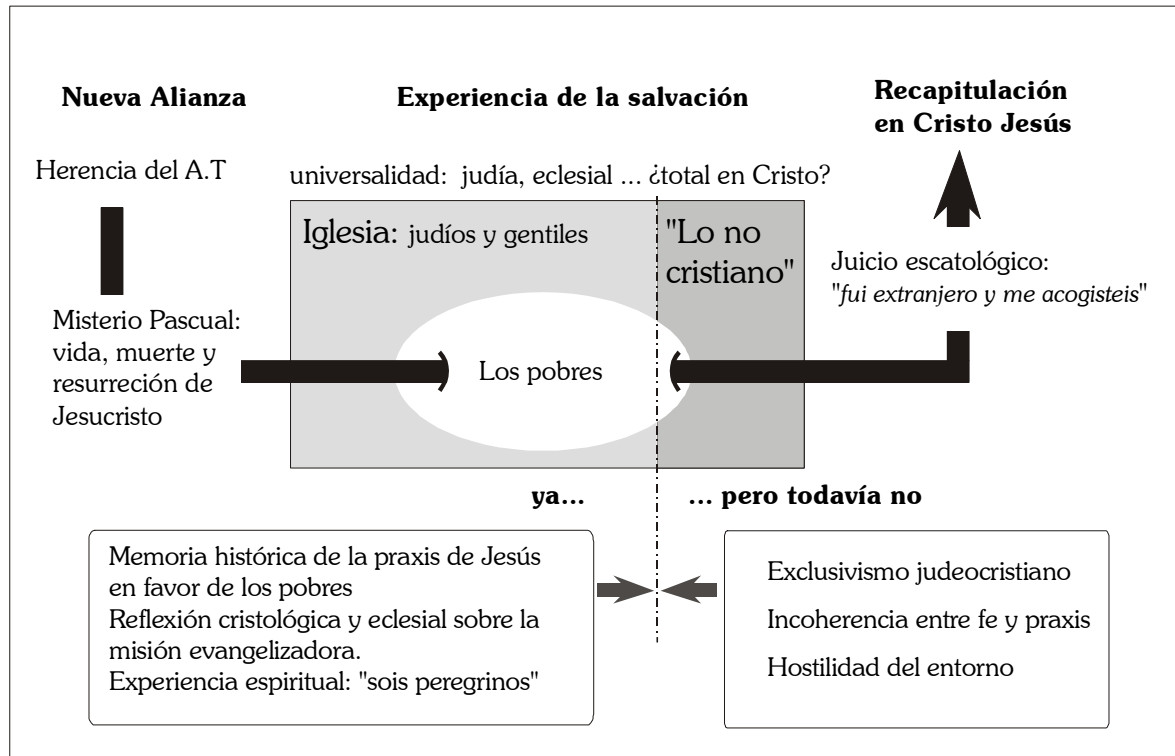 Nueva Alianza
Experiencia de la salvación
Recapitulación
en Cristo Jesús
Herencia del A.T
universalidad: judía, eclesial ... ¿total en Cristo?
Iglesia: judíos y gentiles
"Lo no
cristiano"
Juicio escatológico:
"fui extranjero y me acogisteis"
Misterio Pascual:
vida, muerte y
resurreción de
Jesucristo
Los pobres
ya...
... pero todavía no
Memoria histórica de la praxis de Jesús
en favor de los pobres
Reflexión cristológica y eclesial sobre la
misión evangelizadora.
Experiencia espiritual: "sois peregrinos"
Exclusivismo judeocristiano
Incoherencia entre fe y praxis
Hostilidad del entorno